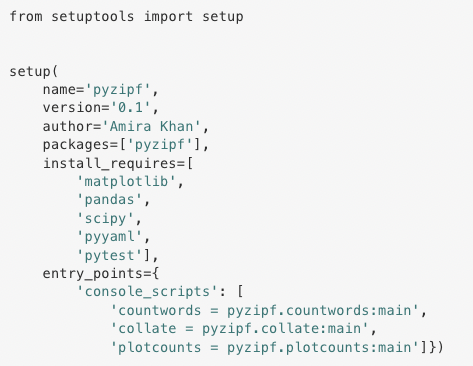 from setuptools import setup
setup(
    name='pyzipf',
    version='0.1',
    author='Amira Khan',
    packages=['pyzipf'],
    install_requires=[
        'matplotlib',
        'pandas',
        'scipy',
        'pyyaml',
        'pytest'],
    entry_points={
        'console_scripts': [
            'countwords = pyzipf.countwords:main',
            'collate = pyzipf.collate:main',
            'plotcounts = pyzipf.plotcounts:main']})